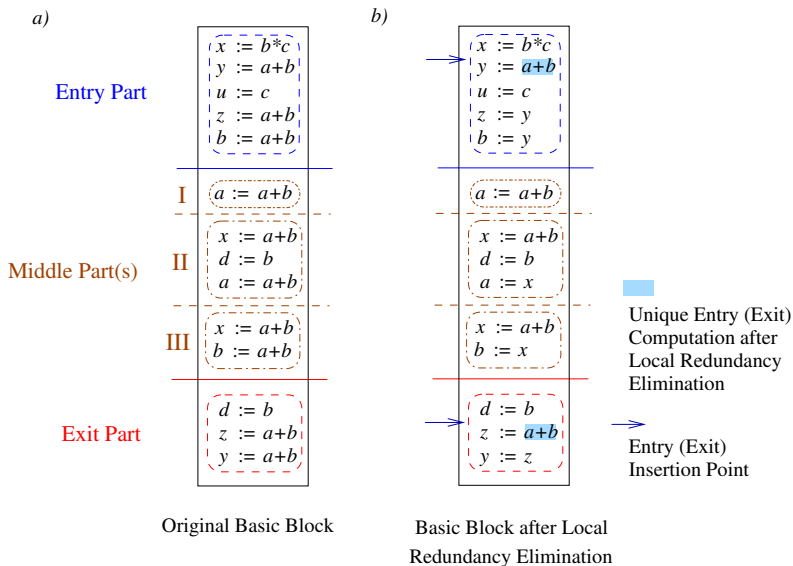 a)
x := b*c
y := a+b
u := c
z := a+b
b := a+b
Entry Part
I
a := a+b
Middle Part(s)
II
x := a+b
d := b
a := a+b
III
x := a+b
b := a+b
Exit Part
d := b
z := a+b
y := a+b
Original Basic Block
b)
x := b*c
y := a+b
u := c
z := y
b := y
a := a+b
x := a+b
d := b
a := x
x := a+b
b := x
d := b
z := a+b
y := z
Basic Block after Local
Redundancy Elimination
Unique Entry (Exit)
Computation after
Local Redundancy
Elimination
Entry (Exit)
Insertion Point